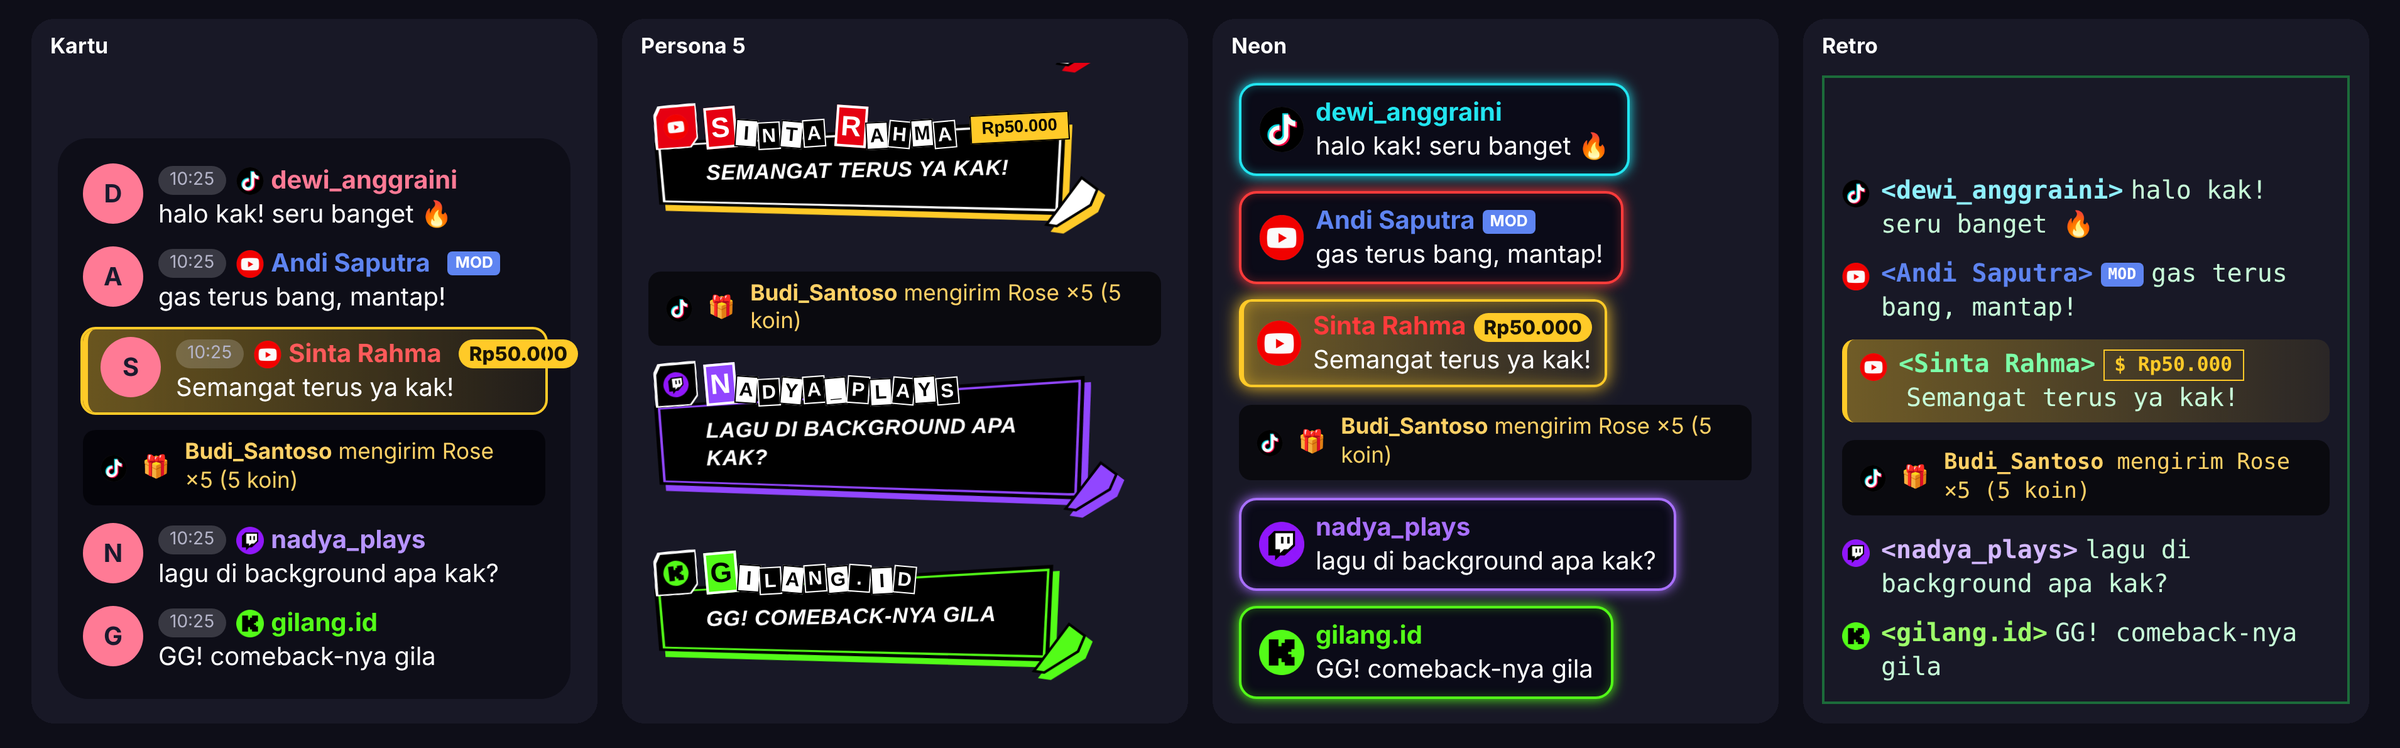 Kartu
D
10:25 dewi_anggraini
halo kak! seru banget 🔥
A
10:25 Andi Saputra MOD
gas terus bang, mantap!
S
10:25 Sinta Rahma Rp50.000
Semangat terus ya kak!
🎁 Budi_Santoso mengirim Rose
×5 (5 koin)
N
10:25 nadya_plays
lagu di background apa kak?
G
10:25 gilang.id
GG! comeback-nya gila
Persona 5
SINTA RAHMA Rp50.000
SEMANGAT TERUS YA KAK!
🎁 Budi_Santoso mengirim Rose ×5 (5
koin)
NADYA_PLAYS
LAGU DI BACKGROUND APA
KAK?
GILANG.ID
GG! COMEBACK-NYA GILA
Neon
dewi_anggraini
halo kak! seru banget 🔥
Andi Saputra MOD
gas terus bang, mantap!
Sinta Rahma Rp50.000
Semangat terus ya kak!
🎁 Budi_Santoso mengirim Rose ×5 (5
koin)
nadya_plays
lagu di background apa kak?
gilang.id
GG! comeback-nya gila
Retro
<dewi_anggraini> halo kak!
seru banget 🔥
<Andi Saputra> MOD gas terus
bang, mantap!
<Sinta Rahma> $ Rp50.000
Semangat terus ya kak!
🎁 Budi_Santoso mengirim Rose
×5 (5 koin)
<nadya_plays> lagu di
background apa kak?
<gilang.id> GG! comeback-nya
gila